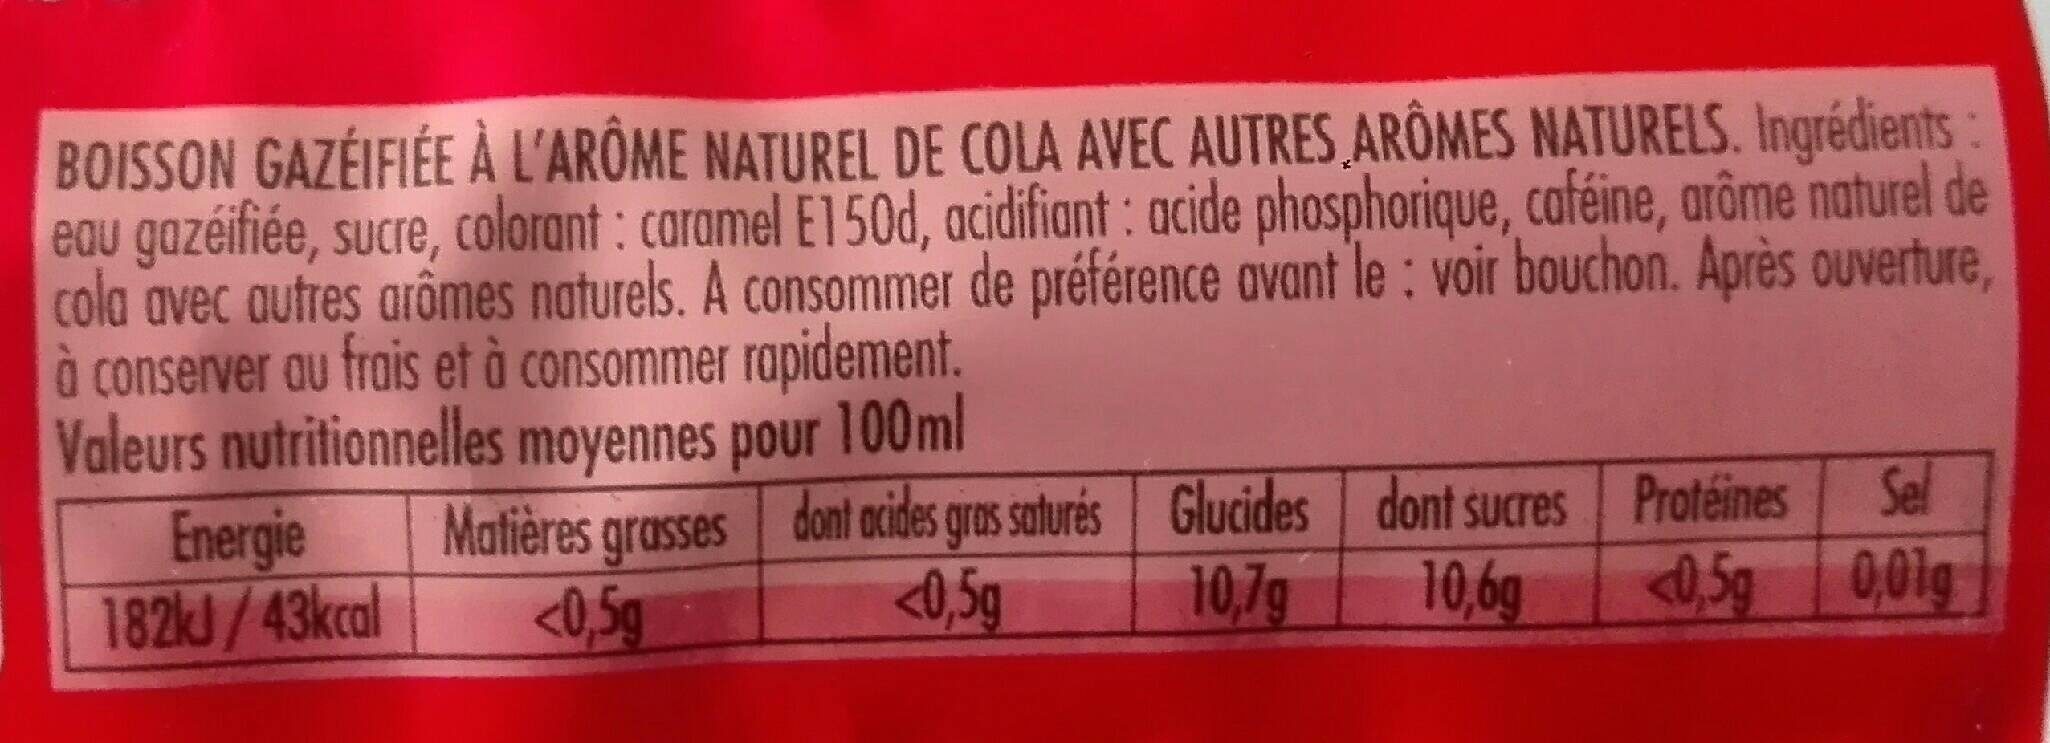 BOISSON GAZÉIFIÉE À L'ARÔME NATUREL DE COLA AVEC AUTRES ARÔMES NATURELS. Ingrédients :
eau gazéifiée, sucre, colorant : caramel E150d, acidifiant : acide phosphorique, caféine, arôme naturel de
cola avec autres arômes naturels. A consommer de préférence avant le : voir bouchon. Après ouverture,
à conserver au frais et à consommer rapidement.
Valeurs nutritionnelles moyennes pour 100ml
Energie Matières grasses dont acides gras saturés Glucides dont sucres Protéines Sel
182kJ / 43kcal <0,5g <0,5g 10,7g 10,6g <0,5g 0,01g